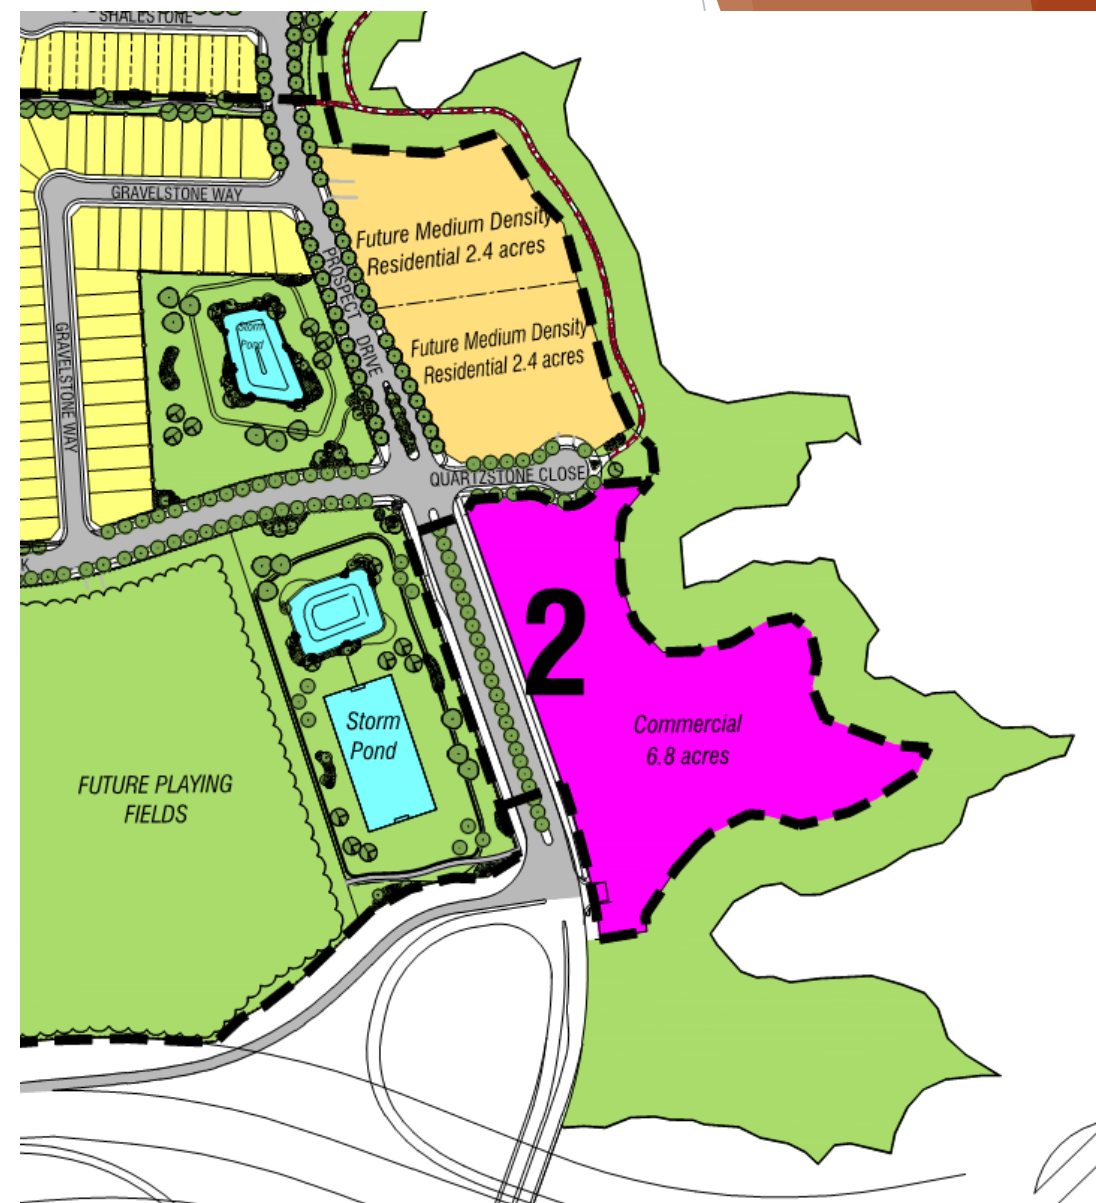 SHALESTONE
GRAVELSTONE WAY
Future Medium Density
Residential 2.4 acres
PROSPECT DRIVE
Storm
Pond
Future Medium Density
Residential 2.4 acres
GRAVELSTONE WAY
QUARTZSTONE CLOSE
K
2
Storm
Pond
Commercial
6.8 acres
FUTURE PLAYING
FIELDS